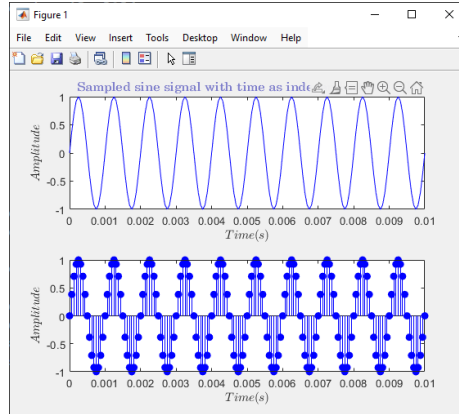 Figure 1
File Edit View Insert Tools Desktop Window Help
Sampled sine signal with time as
1
0.5
0
-0.5
-1
Amplitude
0 0.001 0.002 0.003 0.004 0.005 0.006 0.007 0.008 0.009 0.01
Time(s)
1
0.5
0
-0.5
-1
Amplitude
0 0.001 0.002 0.003 0.004 0.005 0.006 0.007 0.008 0.009 0.01
Time(s)